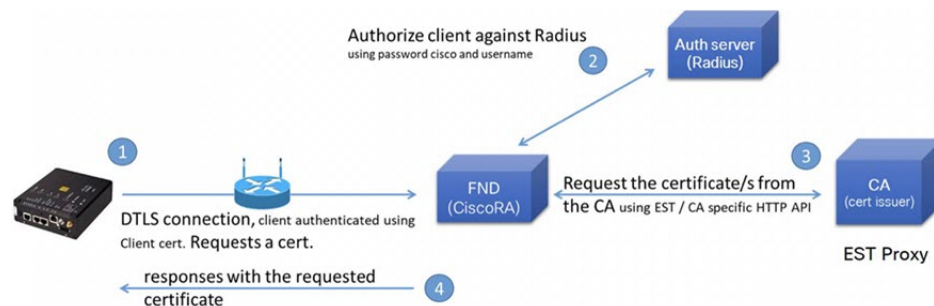 Authorize client against Radius
using password cisco and username
2
Auth server
(Radius)
1
3
FND
(CiscoRA)
Request the certificate/s from
the CA using EST / CA specific HTTP API
CA
(cert issuer)
DTLS connection, client authenticated using
Client cert. Requests a cert.
EST Proxy
responses with the requested
certificate
4